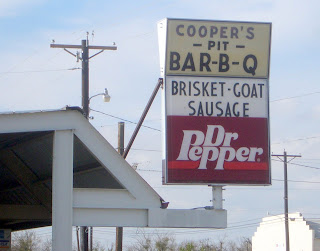 COOPER'S
- PIT -
BAR-B-Q
BRISKET-GOAT
SAUSAGE
Dr
Pepper